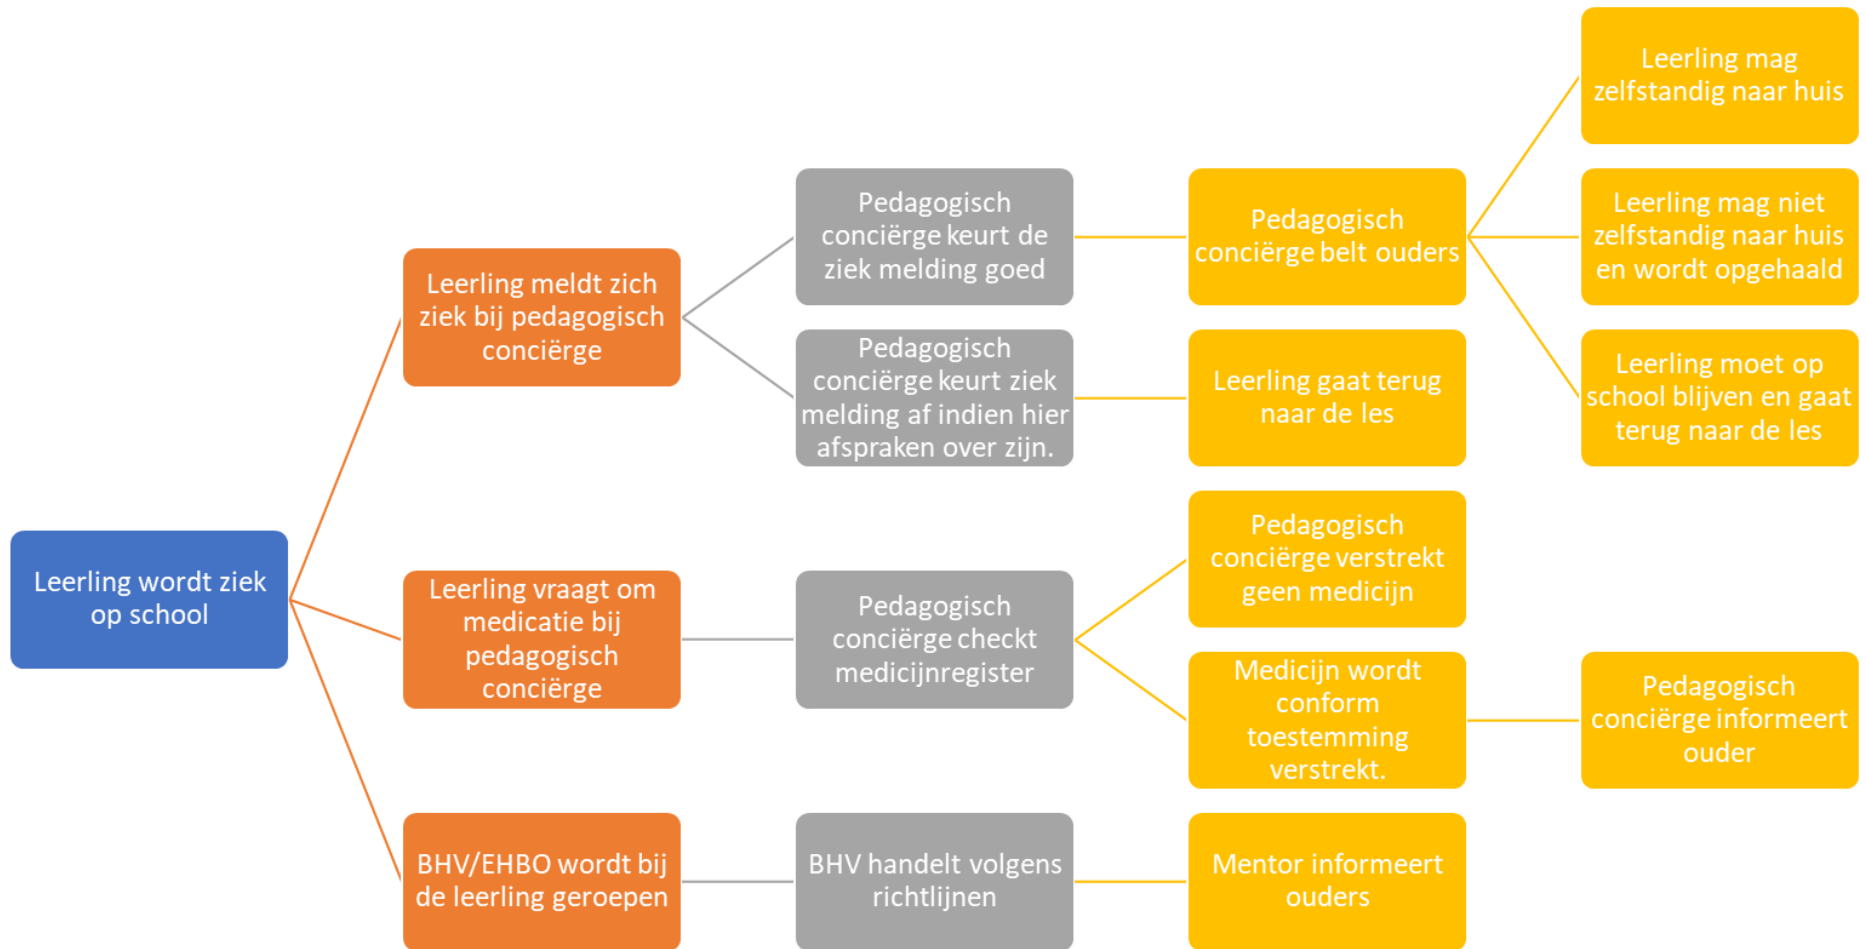 Leerling wordt ziek
op school
Leerling meldt zich
ziek bij pedagogisch
conciërge
Pedagogisch
conciërge keurt de
ziek melding goed
Pedagogisch
conciërge belt ouders
Leerling mag
zelfstandig naar huis
Leerling mag niet
zelfstandig naar huis
en wordt opgehaald
Leerling moet op
school blijven en gaat
terug naar de les
Pedagogisch
conciërge keurt ziek
melding af indien hier
afspraken over zijn.
Leerling gaat terug
naar de les
Leerling vraagt om
medicatie bij
pedagogisch
conciërge
Pedagogisch
conciërge checkt
medicijnregister
Pedagogisch
conciërge verstrekt
geen medicijn
Medicijn wordt
conform
toestemming
verstrekt.
Pedagogisch
conciërge informeert
ouder
BHV/EHBO wordt bij
de leerling geroepen
BHV handelt volgens
richtlijnen
Mentor informeert
ouders